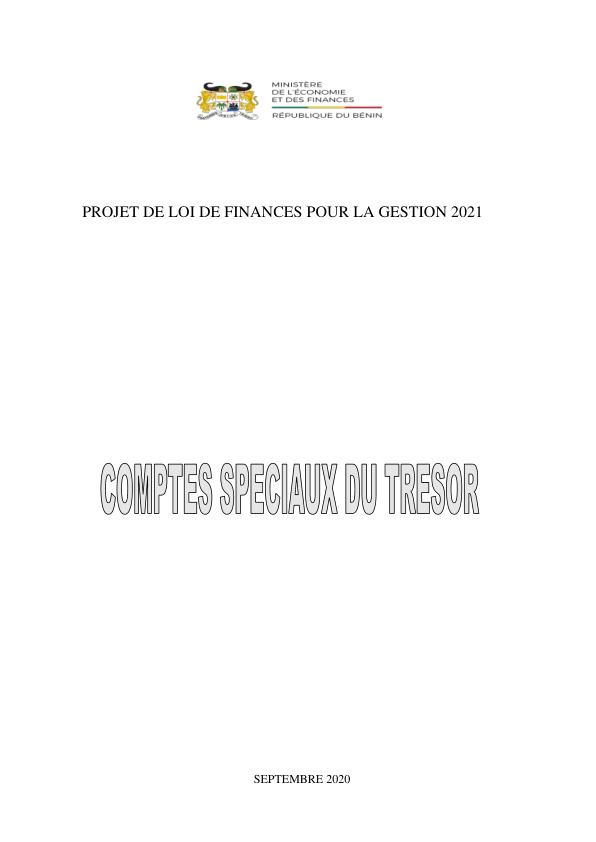 MINISTÈRE
DE L'ÉCONOMIE
ET DES FINANCES
RÉPUBLIQUE DU BÉNIN
PROJET DE LOI DE FINANCES POUR LA GESTION 2021
COMPTES SPECIAUX DU TRESOR
SEPTEMBRE 2020